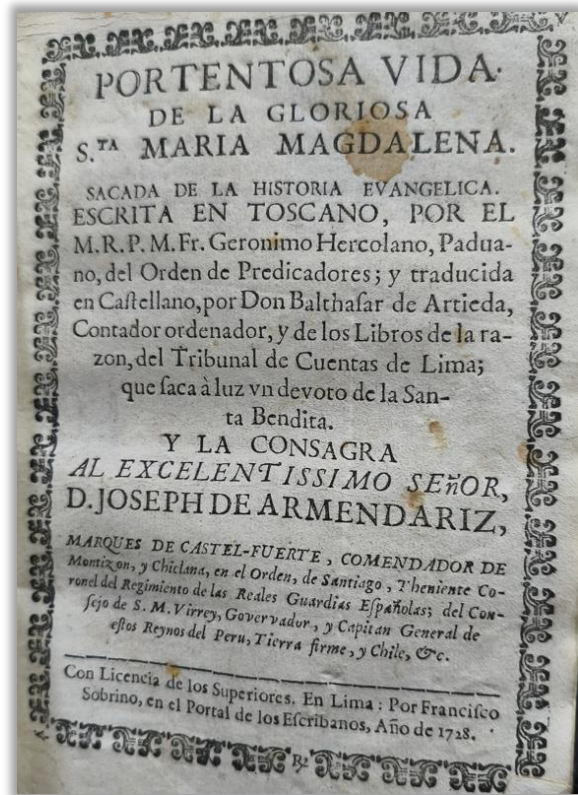 PORTENTOSA VIDA.
DE LA GLORIOSA
S.TA MARIA MAGDALENA.
SACADA DE LA HISTORIA EVANGELICA.
ESCRITA EN TOSCANO, POR EL
M.R.P.M.Fr. Geronimo Hercolano, Padua-
no, del Orden de Predicadores; y traducida
en Caſtellano, por Don Balthaſar de Artieda,
Contador ordenador, y de los Libros de la ra-
zon, del Tribunal de Cuentas de Lima;
que ſaca à luz vn devoto de la San-
ta Bendita.
Y LA CONSAGRA
AL EXCELENTISSIMO SEñOR,
D. JOSEPH DE ARMENDARIZ,
MARQUES DE CASTEL-FUERTE, COMENDADOR DE
Montizon, y Chiclana, en el Orden, de Santiago, Theniente Co-
ronel del Regimiento de las Reales Guardias Eſpañolas; del Con-
ſejo de S. M. Virrey, Governador, y Capitan General de
eſtos Reynos del Peru, Tierra firme, y Chile, &c.
Con Licencia de los Superiores. En Lima: Por Franciſco
Sobrino, en el Portal de los Eſcribanos, Año de 1728.